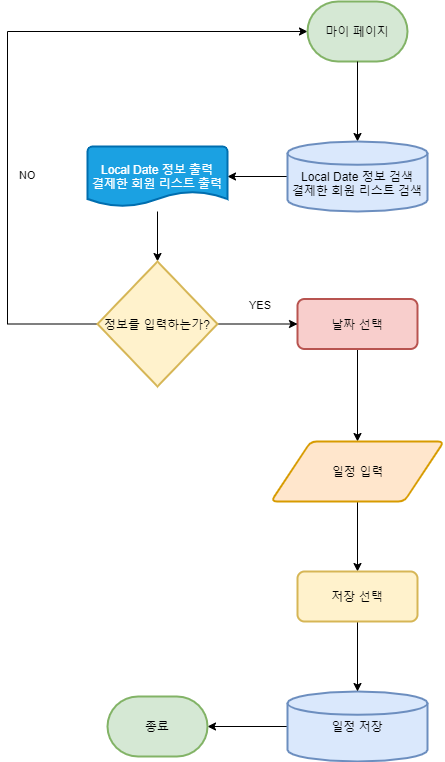 마이 페이지
Local Date 정보 검색
결제한 회원 리스트 검색
Local Date 정보 출력
결제한 회원 리스트 출력
NO
정보를 입력하는가?
YES
날짜 선택
일정 입력
저장 선택
일정 저장
종료